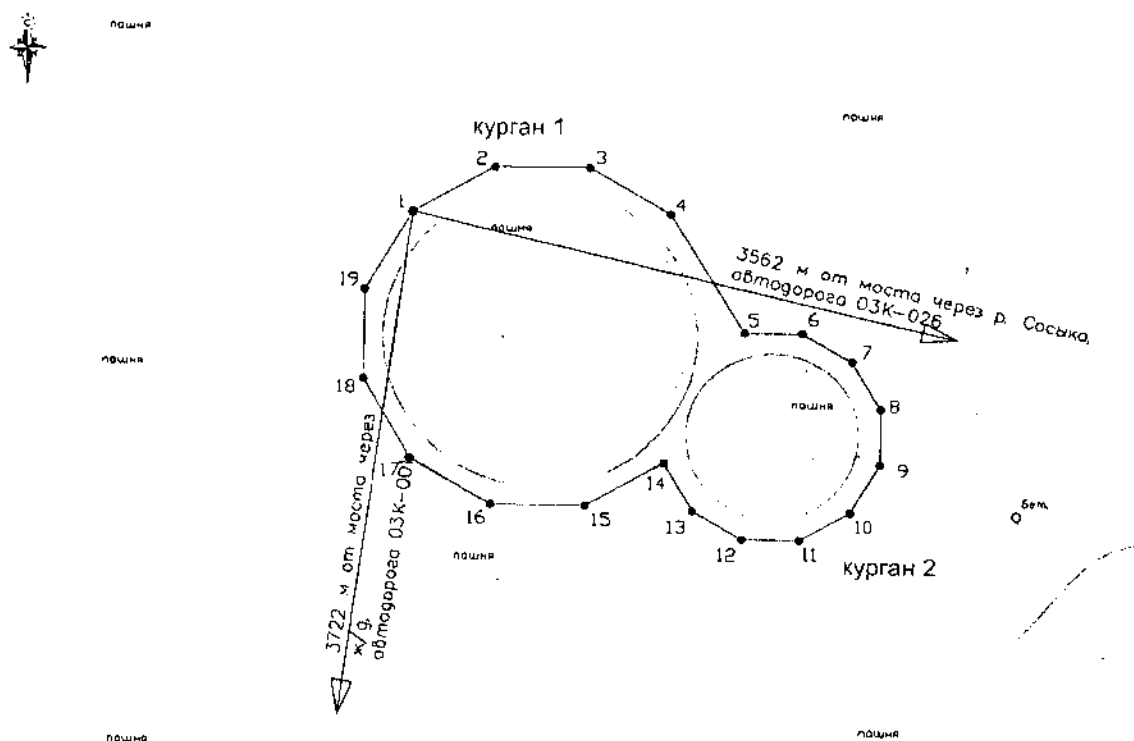 С
пашня
пашня
курган 1
2
3
1
4
пашня
3562 м от моста через р. Сосыка,
автодорога 03К-026
19
5
6
7
пашня
18
8
пашня
3722 м от моста через
ж/д,
автодорога 03К-00
17
14
9
16
15
13
10
бет.
12
11
пашня
курган 2
пашня
пашня